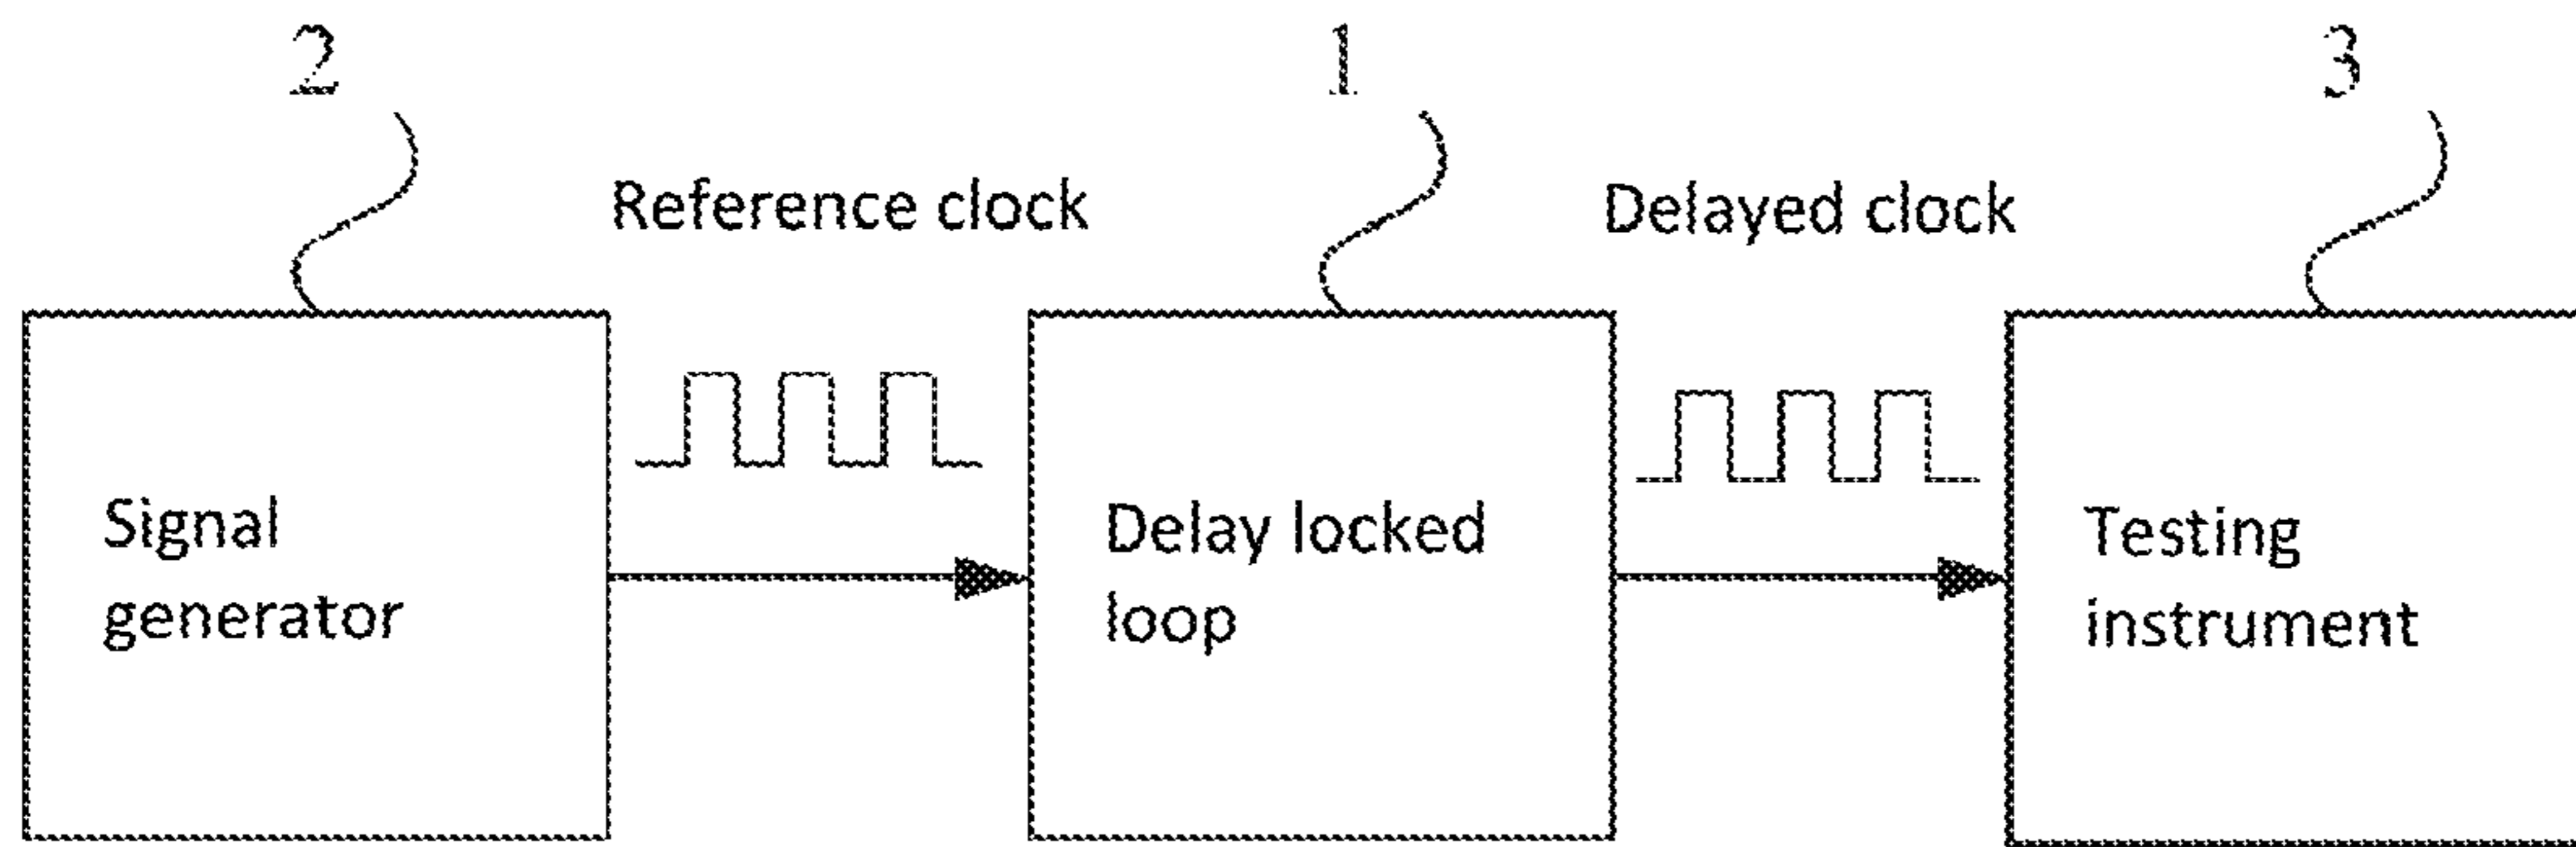 2
1
3
Reference clock
Delayed clock
Signal
generator
Delay locked
loop
Testing
instrument